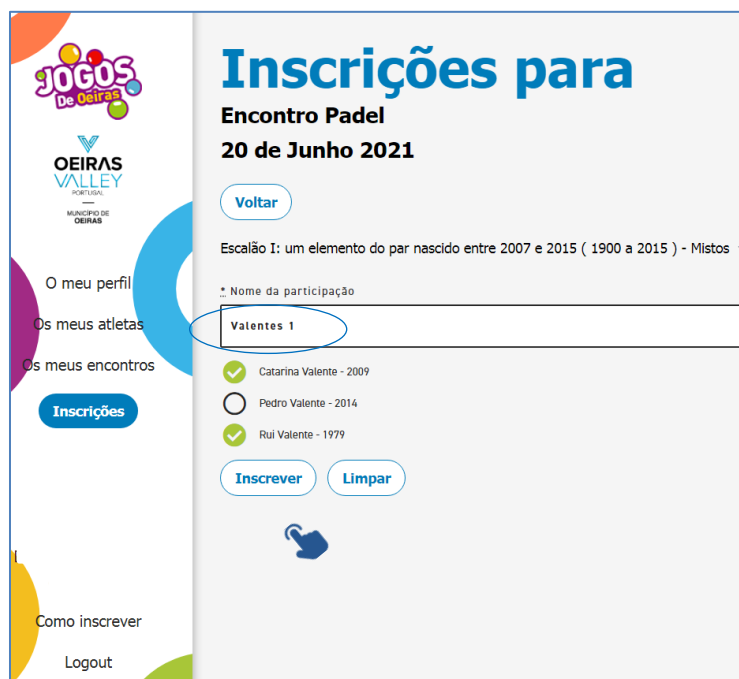 JOGOS
De Oeiras
OEIRAS
VALLEY
PORTUGAL
MUNICÍPIO DE
OEIRAS
O meu perfil
Os meus atletas
Os meus encontros
Inscrições
Como inscrever
Logout
Inscrições para
Encontro Padel
20 de Junho 2021
Voltar
Escalão I: um elemento do par nascido entre 2007 e 2015 ( 1900 a 2015 ) - Mistos
* Nome da participação
Valentes 1
Catarina Valente - 2009
Pedro Valente - 2014
Rui Valente - 1979
Inscrever Limpar